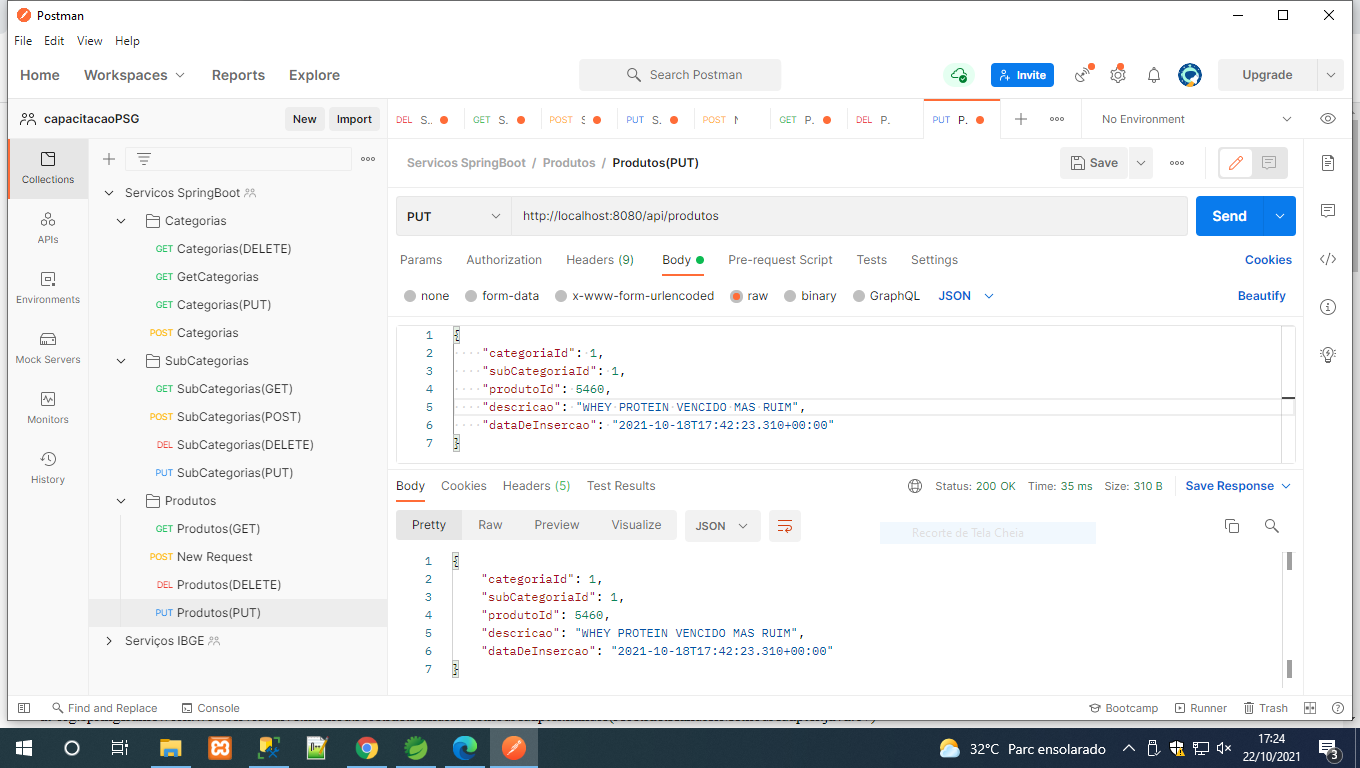 Postman
File Edit View Help
Home Workspaces Reports Explore Search Postman Invite Upgrade
capacitacaoPSG New Import DEL S.. GET S. POST S PUT S. POST N GET P. DEL P. PUT P. No Environment
Collections
APIs
Environments
Mock Servers
Monitors
History
Servicos SpringBoot
Categorias
GET Categorias(DELETE)
GET GetCategorias
GET Categorias(PUT)
POST Categorias
SubCategorias
GET SubCategorias(GET)
POST SubCategorias(POST)
DEL SubCategorias(DELETE)
PUT SubCategorias(PUT)
Produtos
GET Produtos(GET)
POST New Request
DEL Produtos(DELETE)
PUT Produtos(PUT)
Serviços IBGE
Servicos SpringBoot / Produtos / Produtos(PUT) Save
PUT http://localhost:8080/api/produtos Send
Params Authorization Headers (9) Body Pre-request Script Tests Settings Cookies
none form-data x-www-form-urlencoded raw binary GraphQL JSON Beautify
1 {
2 "categoriaId": 1,
3 "subCategoriaId": 1,
4 "produtoId": 5460,
5 "descricao": "WHEY PROTEIN VENCIDO MAS RUIM",
6 "dataDeInsercao": "2021-10-18T17:42:23.310+00:00"
7 }
Body Cookies Headers (5) Test Results Status: 200 OK Time: 35 ms Size: 310 B Save Response
Pretty Raw Preview Visualize JSON
Recorte de Tela Cheia
1 {
2 "categoriaId": 1,
3 "subCategoriaId": 1,
4 "produtoId": 5460,
5 "descricao": "WHEY PROTEIN VENCIDO MAS RUIM",
6 "dataDeInsercao": "2021-10-18T17:42:23.310+00:00"
7 }
Find and Replace Console Bootcamp Runner Trash
32°C Parc ensolarado 17:24
22/10/2021
3